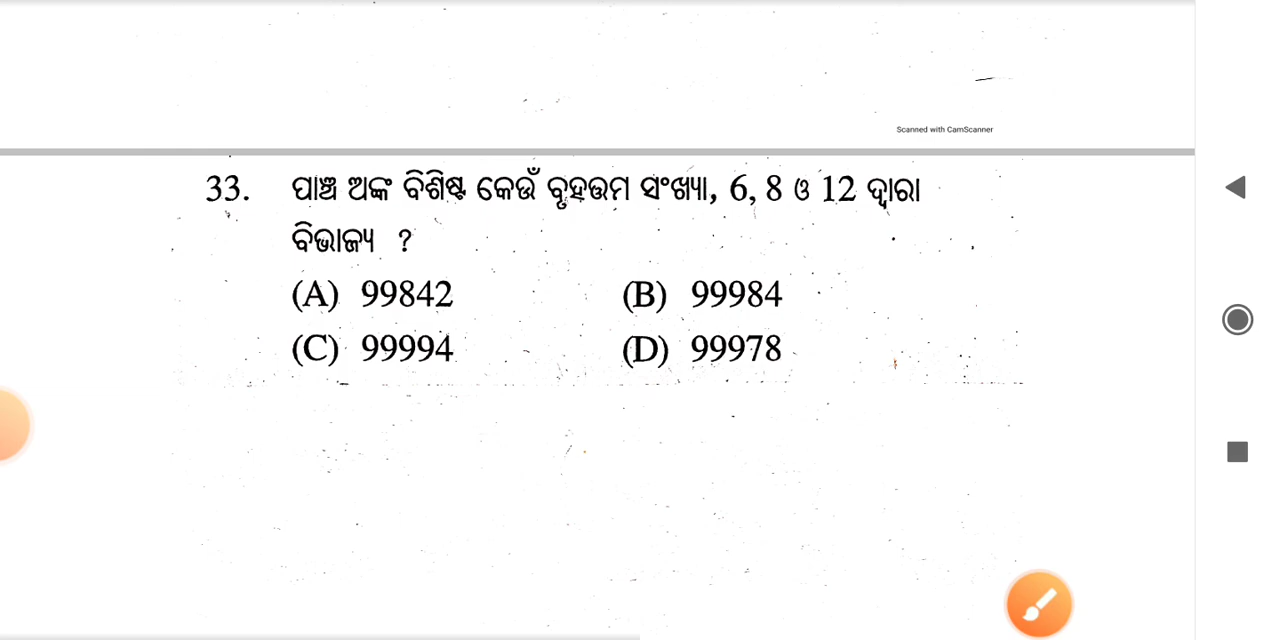 Scanned with CamScanner
33. ପାଞ୍ଚ ଅଙ୍କ ବିଶିଷ୍ଟ କେଉଁ ବୃହତ୍ତମ ସଂଖ୍ୟା, 6, 8 ଓ 12 ଦ୍ୱାରା
ବିଭାଜ୍ୟ ?
(A) 99842 (B) 99984
(C) 99994 (D) 99978